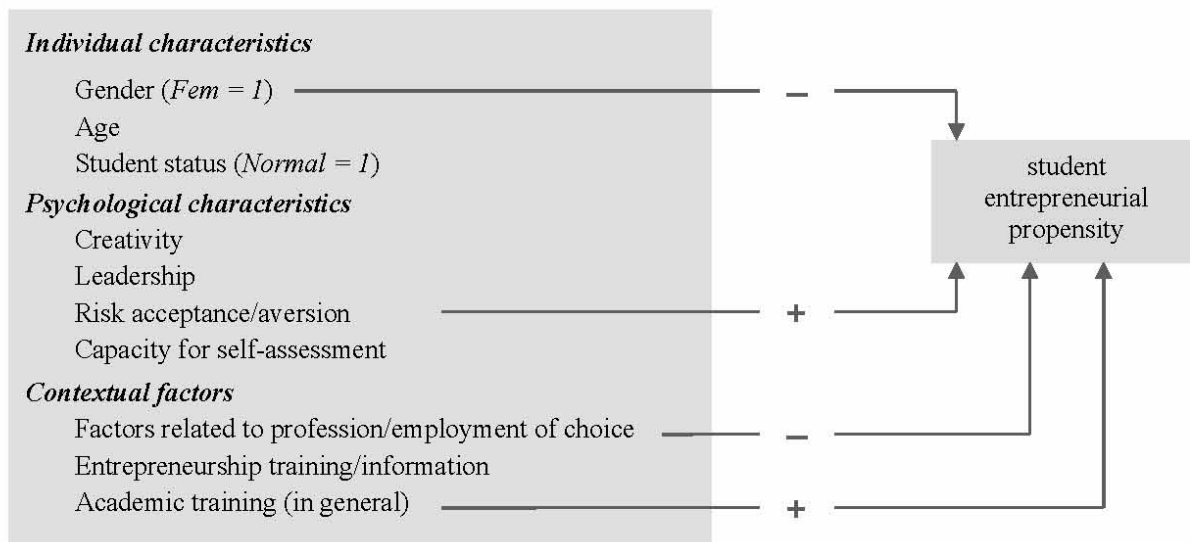 Individual characteristics
Gender (Fem = 1)
–
Age
Student status (Normal = 1)
Psychological characteristics
Creativity
Leadership
Risk acceptance/aversion
+
Capacity for self-assessment
Contextual factors
Factors related to profession/employment of choice
–
Entrepreneurship training/information
Academic training (in general)
+
student
entrepreneurial
propensity